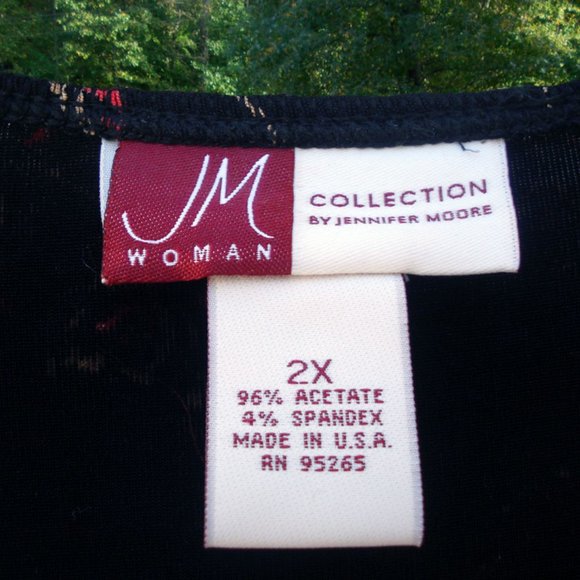 JM
WOMAN
COLLECTION
BY JENNIFER MOORE
2X
96% ACETATE
4% SPANDEX
MADE IN U.S.A.
RN 95265